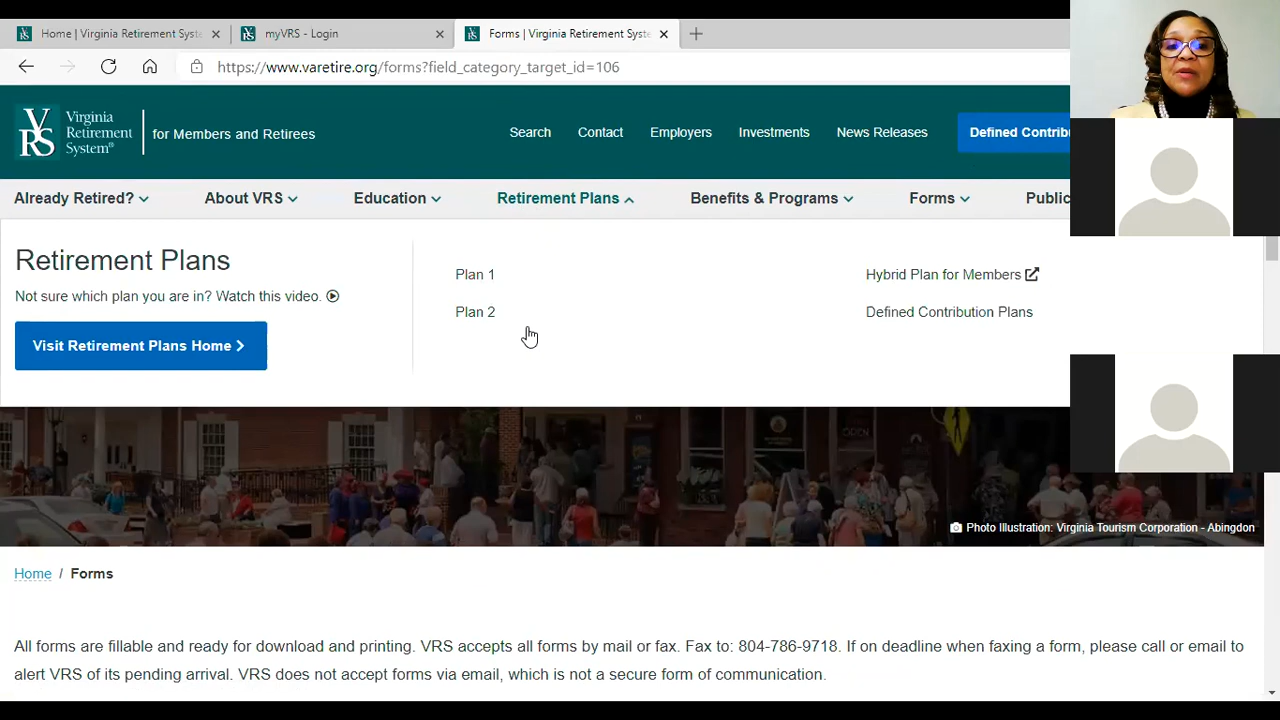 Home | Virginia Retirement Syst
myVRS - Login
Forms | Virginia Retirement Syste
https://www.varetire.org/forms?field_category_target_id=106
VRS
Virginia
Retirement
System®
for Members and Retirees
Search
Contact
Employers
Investments
News Releases
Defined Contribu
Already Retired?
About VRS
Education
Retirement Plans
Benefits & Programs
Forms
Public
Retirement Plans
Not sure which plan you are in? Watch this video.
Visit Retirement Plans Home
Plan 1
Plan 2
Hybrid Plan for Members
Defined Contribution Plans
Photo Illustration: Virginia Tourism Corporation - Abingdon
Home / Forms
All forms are fillable and ready for download and printing. VRS accepts all forms by mail or fax. Fax to: 804-786-9718. If on deadline when faxing a form, please call or email to
alert VRS of its pending arrival. VRS does not accept forms via email, which is not a secure form of communication.